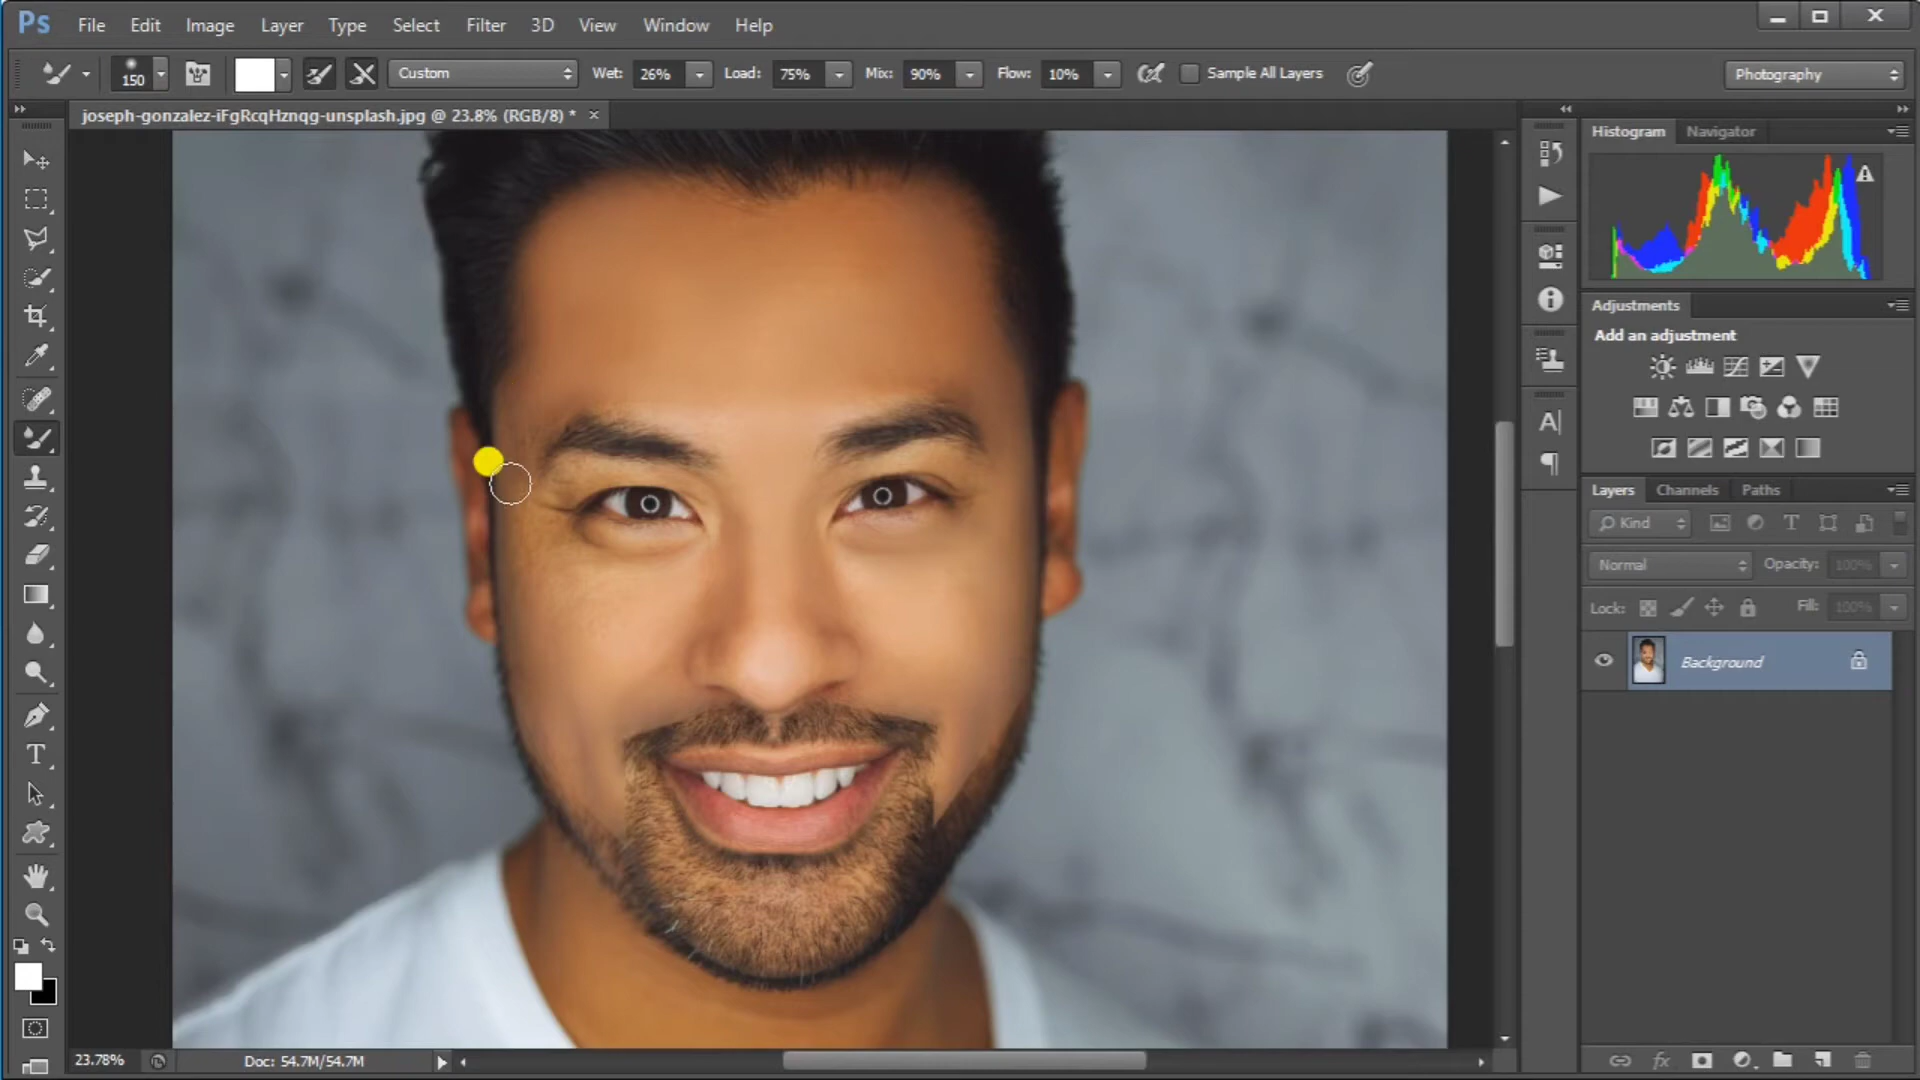 Ps File Edit Image Layer Type Select Filter 3D View Window Help
150 Custom Wet: 26% Load: 75% Mix: 90% Flow: 10% Sample All Layers Photography
joseph-gonzalez-iFgRcqHznqg-unsplash.jpg @ 23.8% (RGB/8) *
Histogram Navigator
Adjustments
Add an adjustment
Layers Channels Paths
Kind
Normal Opacity: 100%
Lock: Fill: 100%
Background
23.78% Doc: 54.7M/54.7M